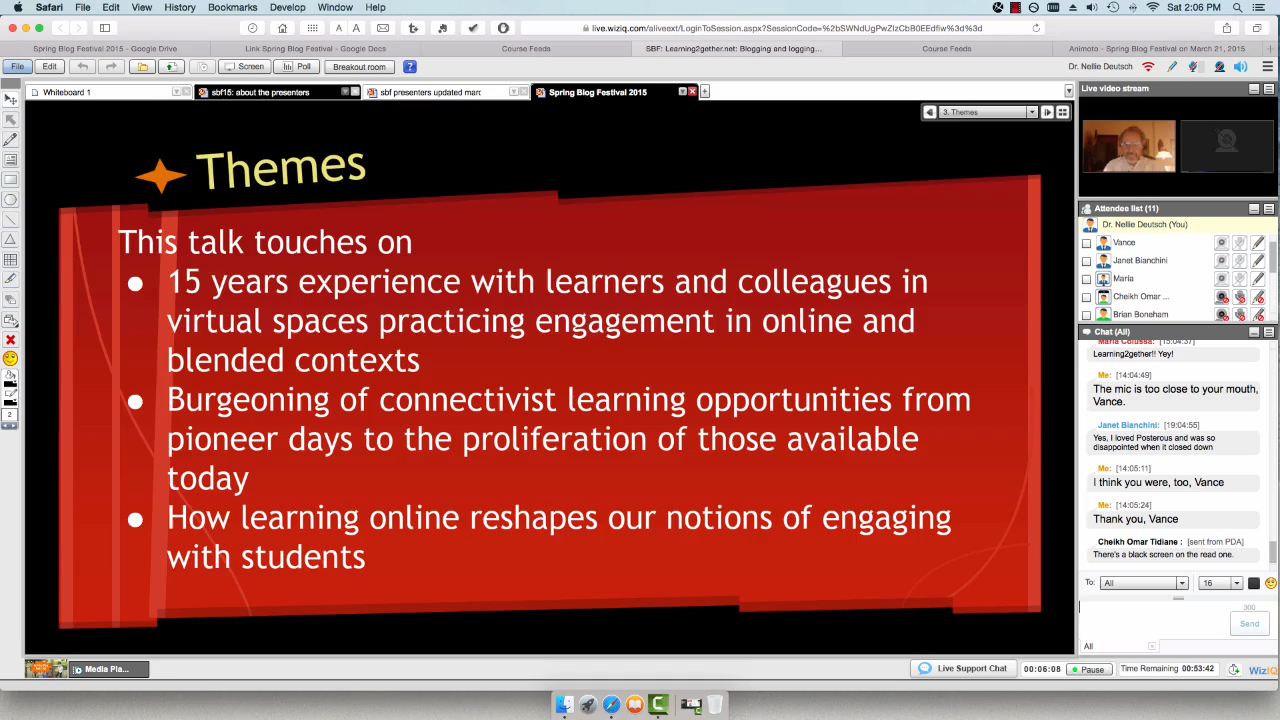 Safari File Edit View History Bookmarks Develop Window Help
Sat 2:06 PM
live.wiziq.com/aliveext/LoginToSession.aspx?SessionCode=%2bSWNdUgPwZIzCbB0EEdfiw%3d%3d
Spring Blog Festival 2015 - Google Drive
Link Spring Blog Festival - Google Docs
Course Feeds
SBF: Learning2gether.net: Blogging and logging...
Course Feeds
Animoto - Spring Blog Festival on March 21, 2015
File Edit Screen Poll Breakout room ?
Dr. Nellie Deutsch
Whiteboard 1
sbf15: about the presenters
sbf presenters updated marc
Spring Blog Festival 2015
3. Themes
Themes
This talk touches on
● 15 years experience with learners and colleagues in
virtual spaces practicing engagement in online and
blended contexts
● Burgeoning of connectivist learning opportunities from
pioneer days to the proliferation of those available
today
● How learning online reshapes our notions of engaging
with students
Live video stream
Attendee list (11)
Dr. Nellie Deutsch (You)
Vance
Janet Bianchini
Marla
Cheikh Omar ...
Brian Boneham
Chat (All)
Maria Colussa: [15:04:37]
Learning2gether!! Yey!
Me: [14:04:49]
The mic is too close to your mouth,
Vance.
Janet Bianchini: [19:04:55]
Yes, I loved Posterous and was so
disappointed when it closed down
Me: [14:05:11]
I think you were, too, Vance
Me: [14:05:24]
Thank you, Vance
Cheikh Omar Tidiane : [sent from PDA]
There's a black screen on the read one.
To: All 16
300
Send
All
2
Media Pla...
Live Support Chat
00:06:08
Pause
Time Remaining 00:53:42
WizIQ